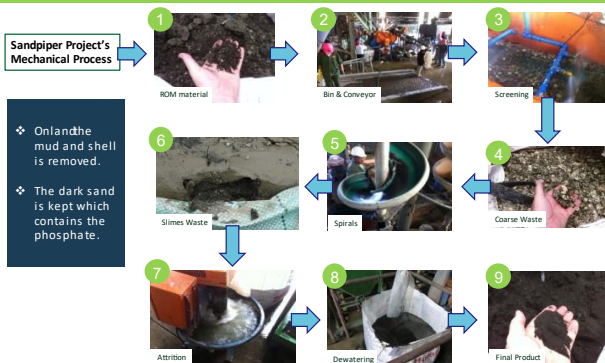 Sandpiper Project's
Mechanical Process
1
ROM material
2
Bin & Conveyor
3
Screening
❖ Onlandthe
mud and shell
is removed.
❖ The dark sand
is kept which
contains the
phosphate.
6
Slimes Waste
5
Spirals
4
Coarse Waste
7
Attrition
8
Dewatering
9
Final Product